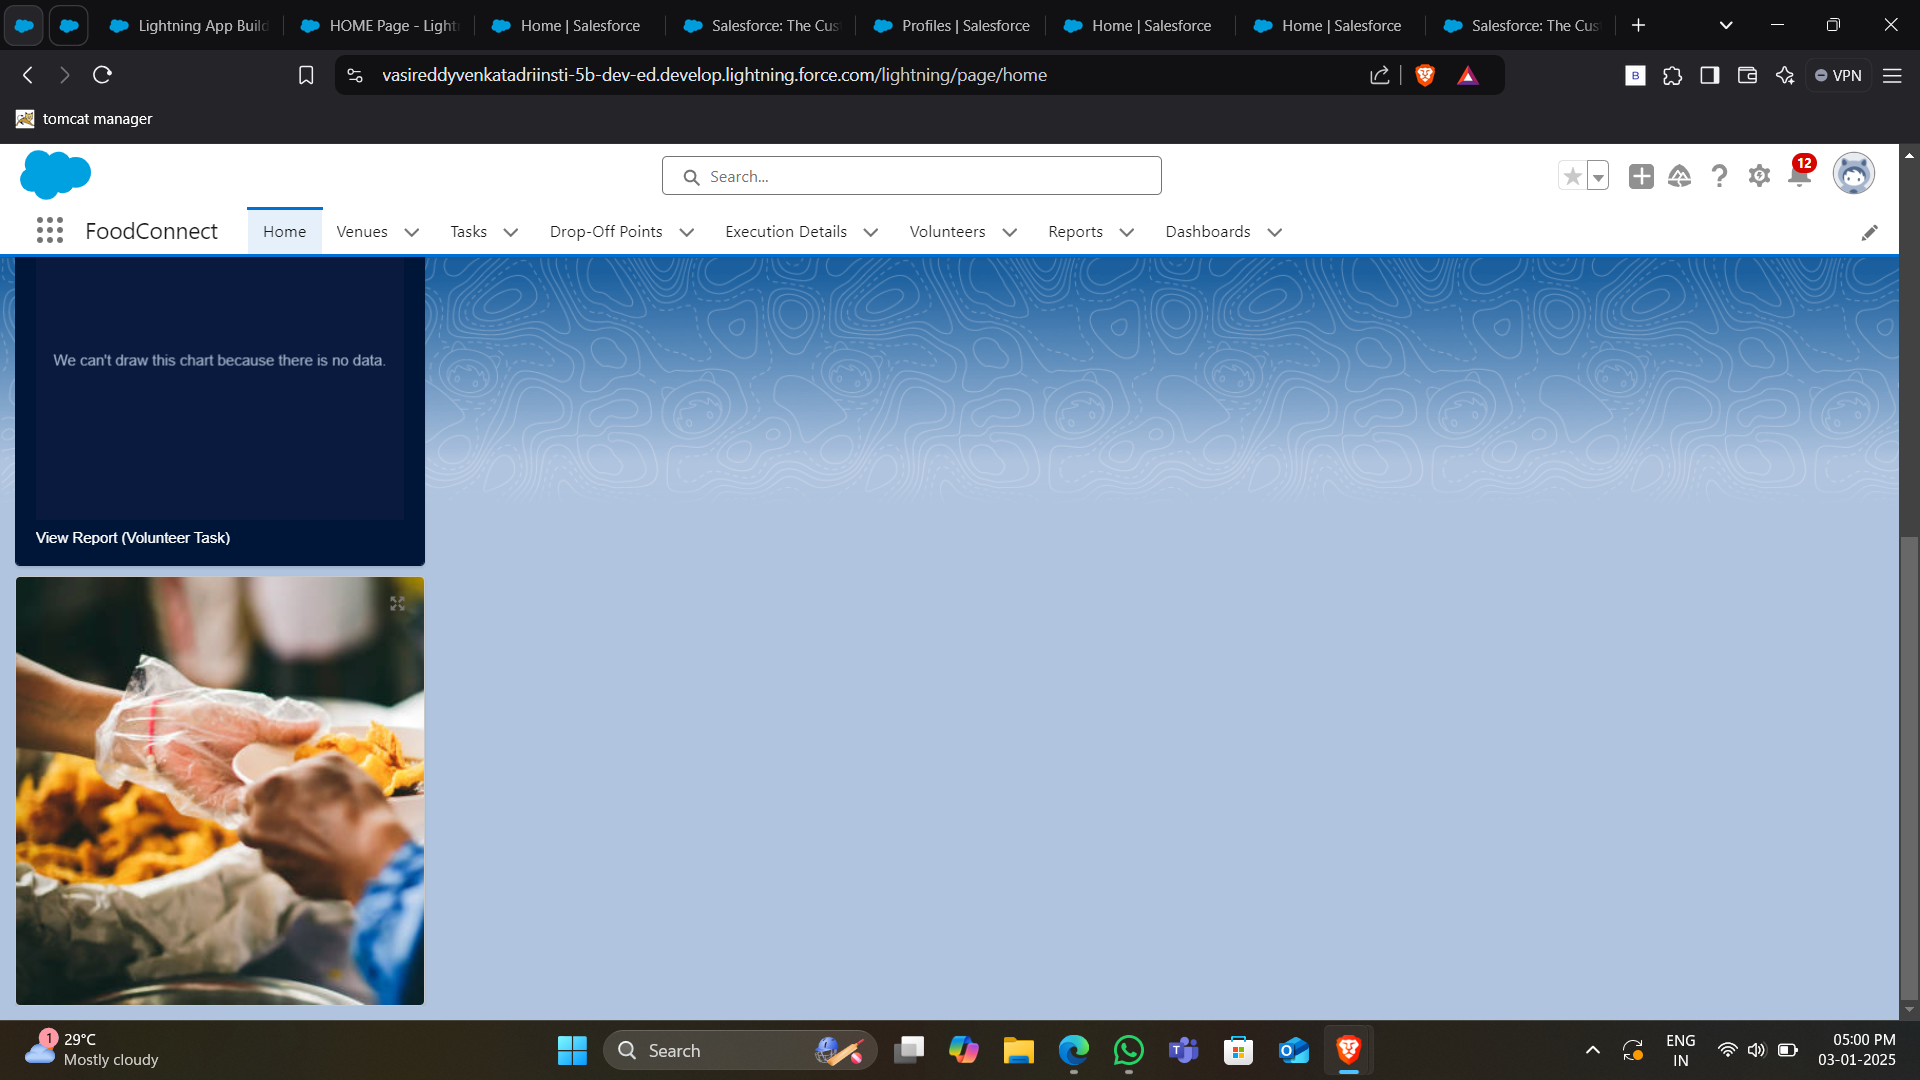 Lightning App Build
HOME Page - Light
Home | Salesforce
Salesforce: The Cus
Profiles | Salesforce
Home | Salesforce
Home | Salesforce
Salesforce: The Cus
vasireddyvenkatadriinsti-5b-dev-ed.develop.lightning.force.com/lightning/page/home
B
VPN
tomcat manager
Search...
12
FoodConnect
Home
Venues
Tasks
Drop-Off Points
Execution Details
Volunteers
Reports
Dashboards
We can't draw this chart because there is no data.
View Report (Volunteer Task)
1
29°C
Mostly cloudy
Search
ENG
IN
05:00 PM
03-01-2025